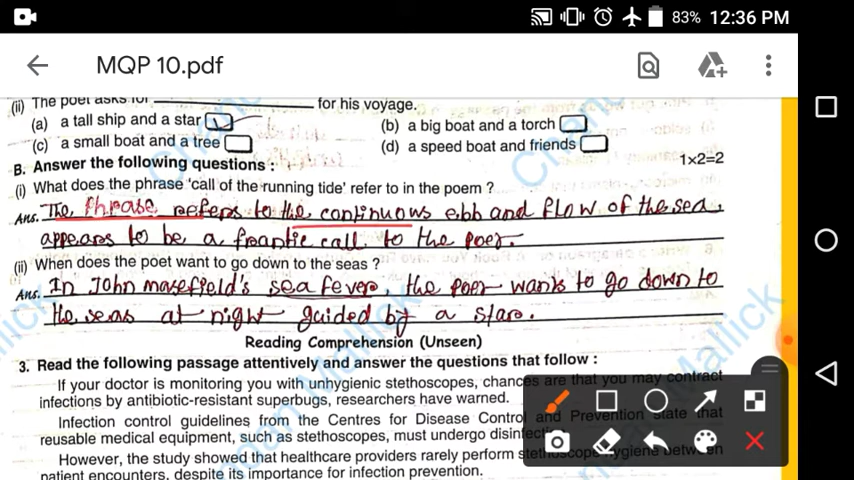 83% 12:36 PM
MQP 10.pdf
(ii) The poet asks for ____________ for his voyage.
(a) a tall ship and a star (b) a big boat and a torch
(c) a small boat and a tree (d) a speed boat and friends
B. Answer the following questions : 1x2=2
(i) What does the phrase 'call of the running tide' refer to in the poem ?
Ans. The Phrase refers to the continuous ebb and flow of the sea,
appears to be a frantic call to the poet.
(ii) When does the poet want to go down to the seas ?
Ans. In John masefield's sea fever, the poet wants to go down to
the seas at night guided by a star.
Reading Comprehension (Unseen)
3. Read the following passage attentively and answer the questions that follow :
If your doctor is monitoring you with unhygienic stethoscopes, chances are that you may contract
infections by antibiotic-resistant superbugs, researchers have warned.
Infection control guidelines from the Centres for Disease Control and Prevention state that
reusable medical equipment, such as stethoscopes, must undergo
However, the study showed that healthcare providers rarely perform stethoscope hygiene between
patient encounters, despite its importance for infection prevention.